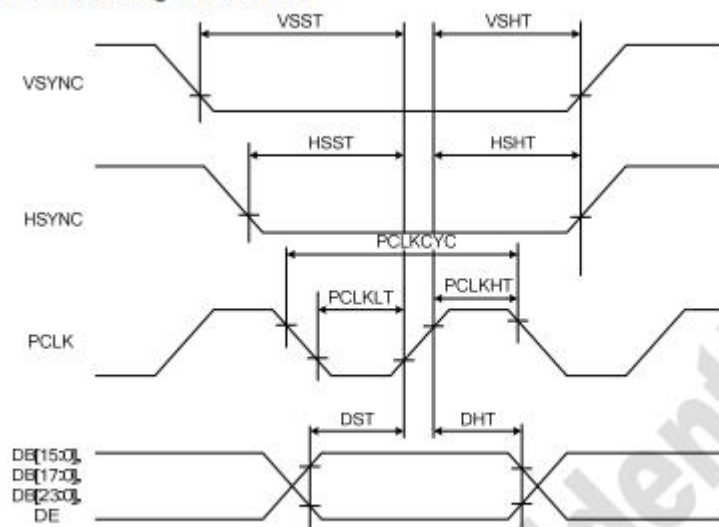 VSST VSHT
VSYNC
HSST HSHT
HSYNC
PCLKCYC
PCLKLT PCLKHT
PCLK
DST DHT
DB[15:0],
DB[17:0],
DB[23:0],
DE